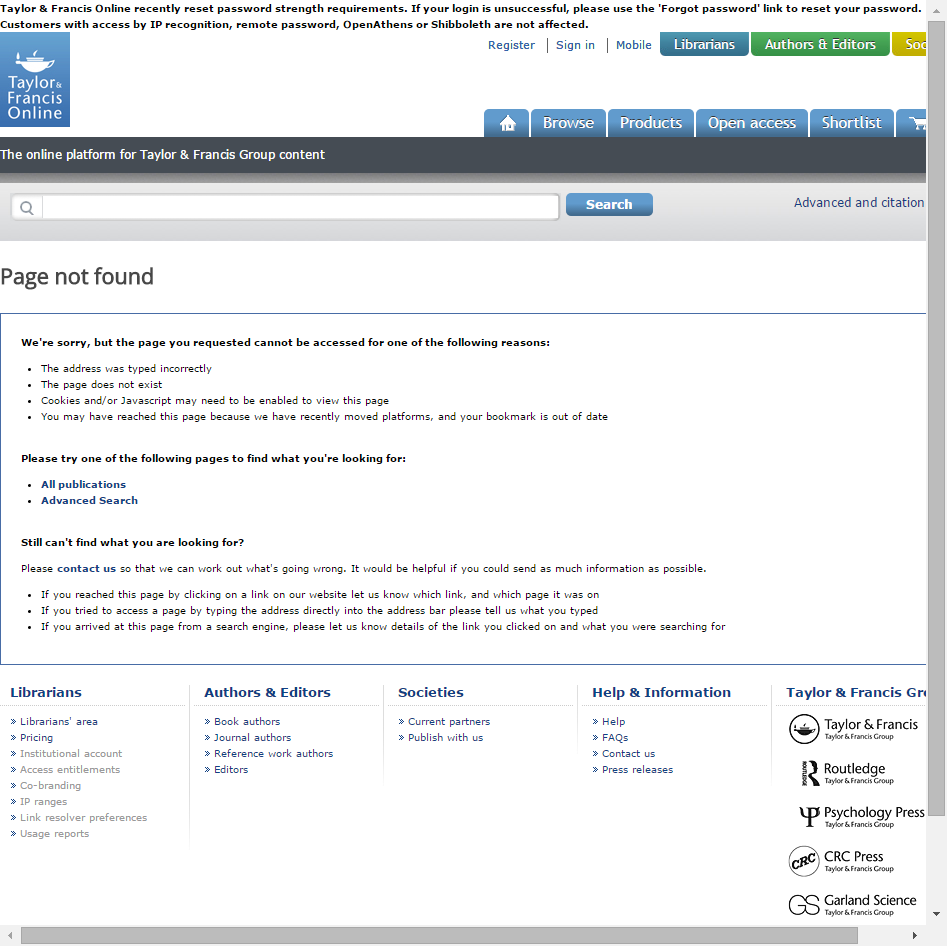 Taylor & Francis Online recently reset password strength requirements. If your login is unsuccessful, please use the 'Forgot password' link to reset your password.
Customers with access by IP recognition, remote password, OpenAthens or Shibboleth are not affected.
Register Sign in Mobile Librarians Authors & Editors Soc
Taylor &
Francis
Online
Browse Products Open access Shortlist
The online platform for Taylor & Francis Group content
Search Advanced and citation
Page not found
We're sorry, but the page you requested cannot be accessed for one of the following reasons:
• The address was typed incorrectly
• The page does not exist
• Cookies and/or Javascript may need to be enabled to view this page
• You may have reached this page because we have recently moved platforms, and your bookmark is out of date
Please try one of the following pages to find what you're looking for:
• All publications
• Advanced Search
Still can't find what you are looking for?
Please contact us so that we can work out what's going wrong. It would be helpful if you could send as much information as possible.
• If you reached this page by clicking on a link on our website let us know which link, and which page it was on
• If you tried to access a page by typing the address directly into the address bar please tell us what you typed
• If you arrived at this page from a search engine, please let us know details of the link you clicked on and what you were searching for
Librarians
» Librarians' area
» Pricing
» Institutional account
» Access entitlements
» Co-branding
» IP ranges
» Link resolver preferences
» Usage reports
Authors & Editors
» Book authors
» Journal authors
» Reference work authors
» Editors
Societies
» Current partners
» Publish with us
Help & Information
» Help
» FAQs
» Contact us
» Press releases
Taylor & Francis Gr
Taylor & Francis
Taylor & Francis Group
ROUTLEDGE
Routledge
Taylor & Francis Group
Psychology Press
Taylor & Francis Group
CRC
CRC Press
Taylor & Francis Group
GS
Garland Science
Taylor & Francis Group